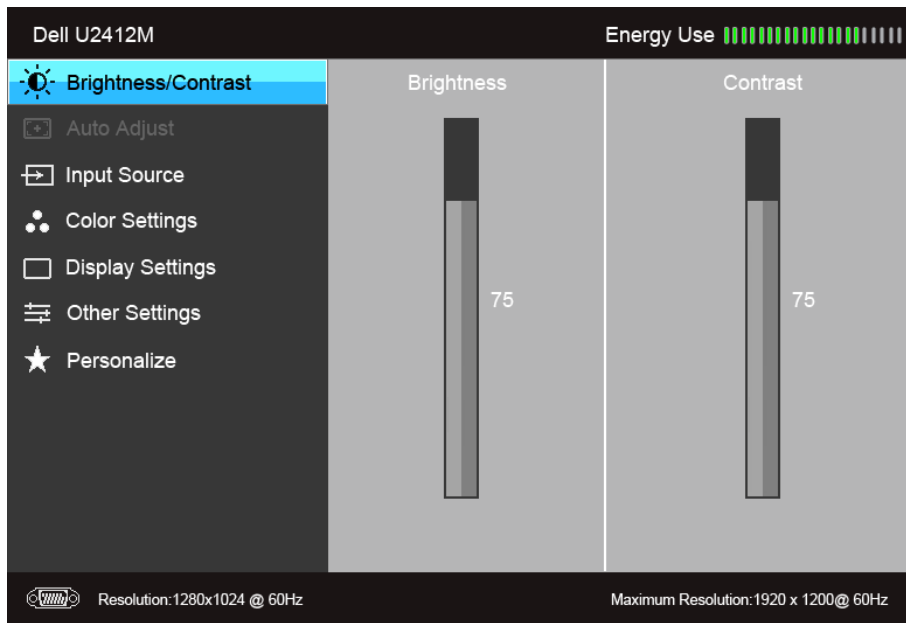 Dell U2412M
Energy Use
Brightness/Contrast
Auto Adjust
Input Source
Color Settings
Display Settings
Other Settings
Personalize
Brightness
75
Contrast
75
Resolution:1280x1024 @ 60Hz
Maximum Resolution:1920 x 1200@ 60Hz